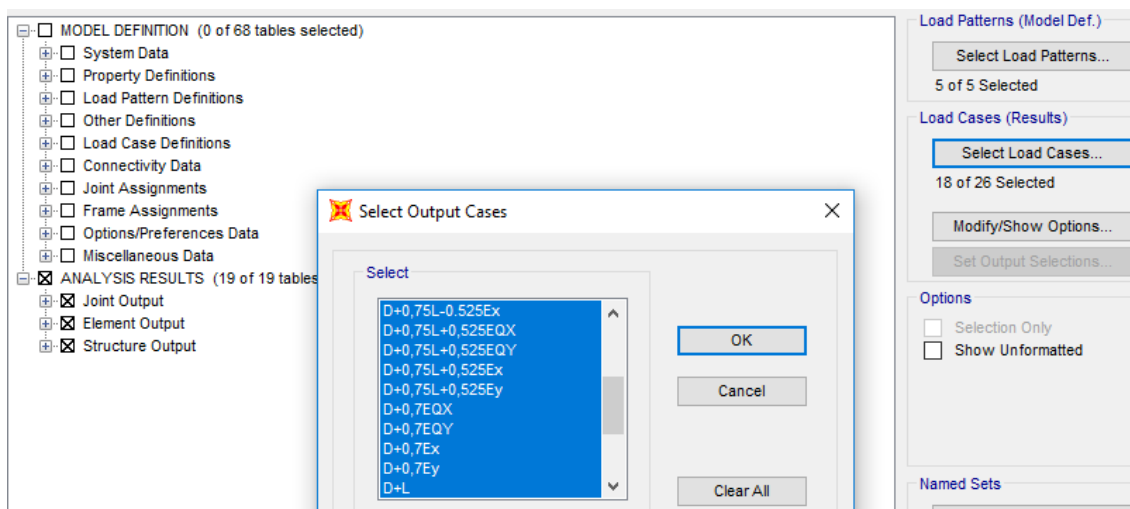 MODEL DEFINITION (0 of 68 tables selected)
System Data
Property Definitions
Load Pattern Definitions
Other Definitions
Load Case Definitions
Connectivity Data
Joint Assignments
Frame Assignments
Options/Preferences Data
Miscellaneous Data
ANALYSIS RESULTS (19 of 19 tables
Joint Output
Element Output
Structure Output
Select Output Cases
Select
D+0,75L-0.525Ex
D+0,75L+0,525EQX
D+0,75L+0,525EQY
D+0,75L+0,525Ex
D+0,75L+0,525Ey
D+0,7EQX
D+0,7EQY
D+0,7Ex
D+0,7Ey
D+L
OK
Cancel
Clear All
Load Patterns (Model Def.)
Select Load Patterns...
5 of 5 Selected
Load Cases (Results)
Select Load Cases...
18 of 26 Selected
Modify/Show Options...
Set Output Selections...
Options
Selection Only
Show Unformatted
Named Sets